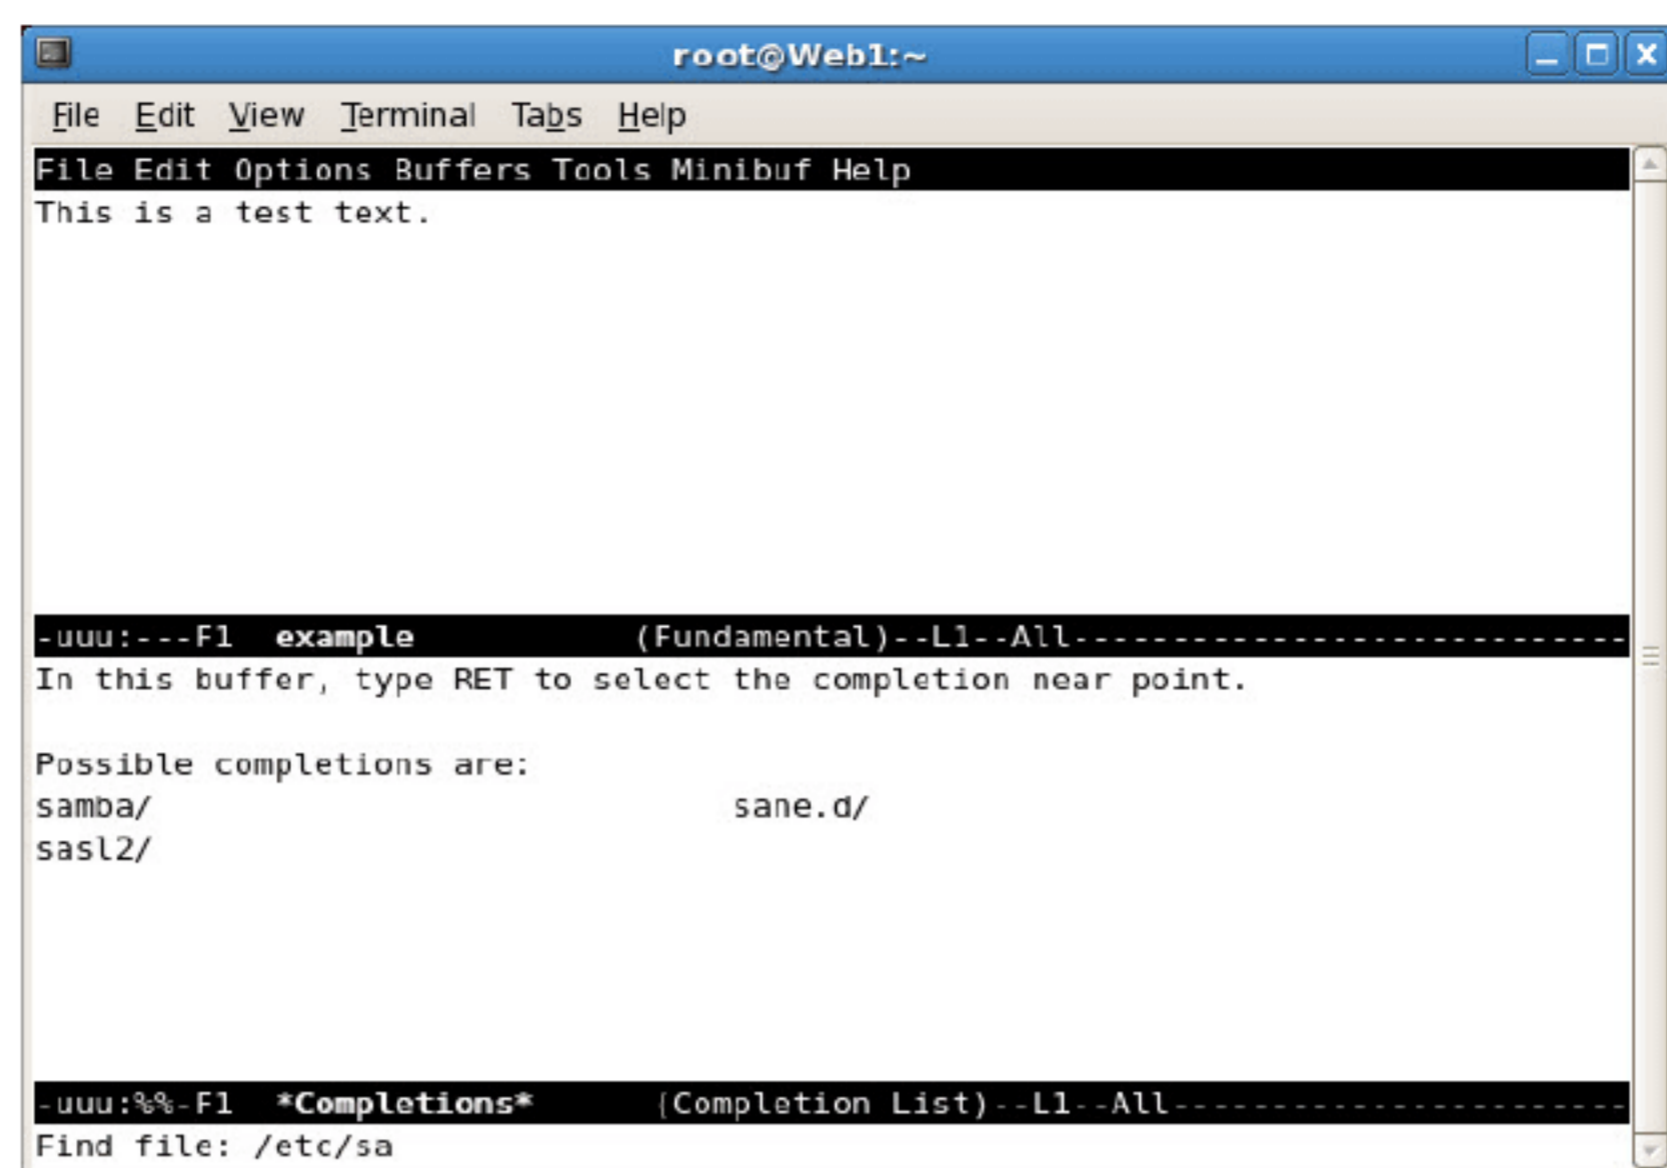 root@Web1:~
File Edit View Terminal Tabs Help
File Edit Options Buffers Tools Minibuf Help
This is a test text.
-uuu:---F1  example           (Fundamental)--L1--All----------------------------
In this buffer, type RET to select the completion near point.
Possible completions are:
samba/                             sane.d/
sasl2/
-uuu:%%-F1  *Completions*      (Completion List)--L1--All-----------------------
Find file: /etc/sa